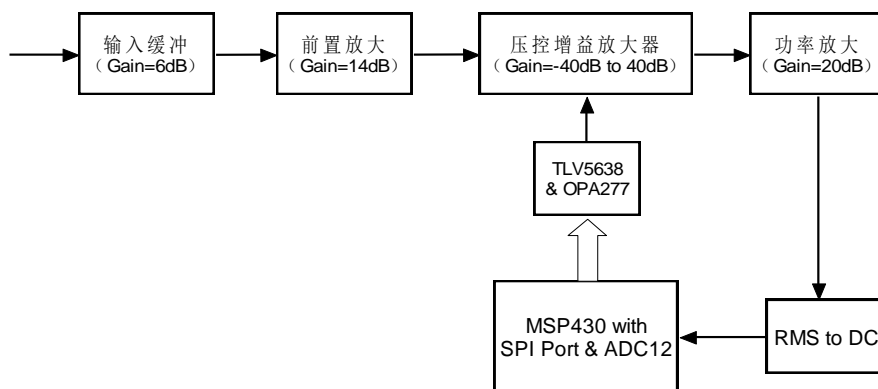 输入缓冲
（Gain=6dB）
前置放大
（Gain=14dB）
压控增益放大器
（Gain=-40dB to 40dB）
功率放大
（Gain=20dB）
TLV5638
& OPA277
MSP430 with
SPI Port & ADC12
RMS to DC